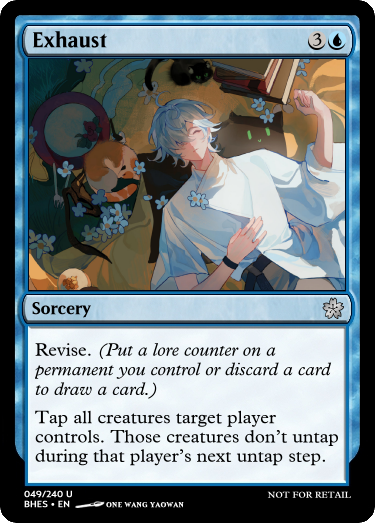 Exhaust 3
Sorcery
Revise. (Put a lore counter on a
permanent you control or discard a card
to draw a card.)
Tap all creatures target player
controls. Those creatures don't untap
during that player's next untap step.
049/240 U
NOT FOR RETAIL
BHES • EN ONE WANG YAOWAN